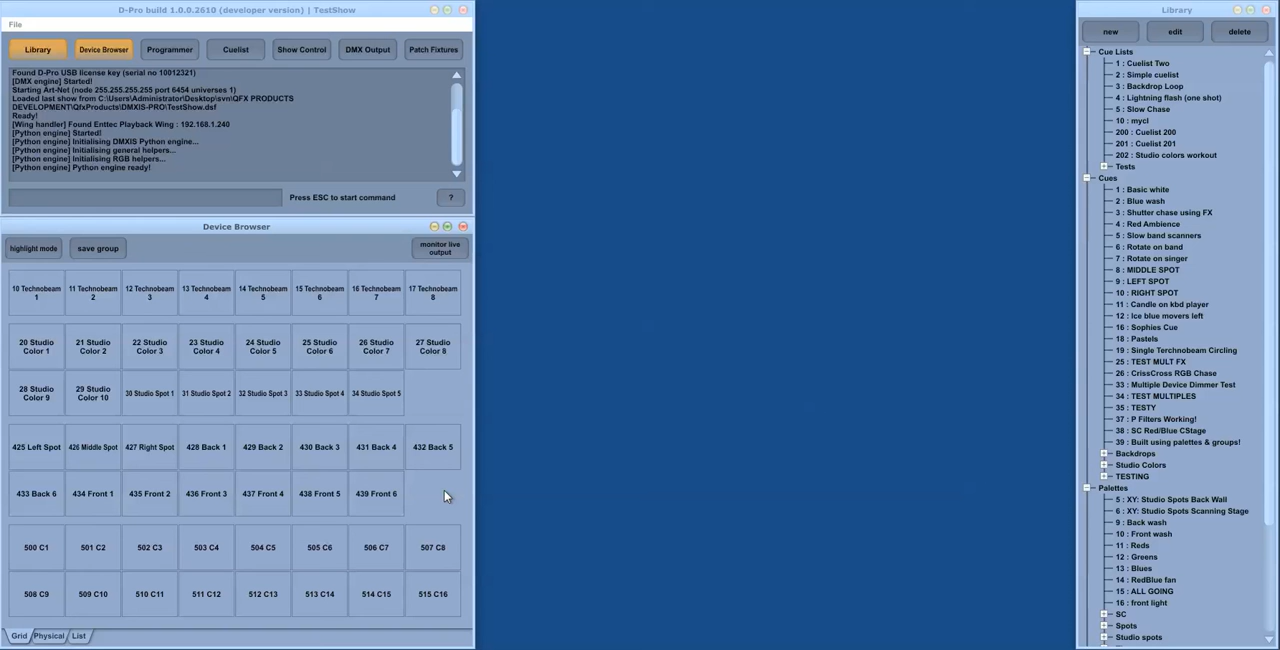 D-Pro build 1.0.0.2610 (developer version) | TestShow
File
Library Device Browser Programmer Cuelist Show Control DMX Output Patch Fixtures
Found D-Pro USB license key (serial no 10012321)
[DMX engine] Started!
Starting Art-Net (node 255.255.255.255 port 6454 universes 1)
Loaded last show from C:\Users\Administrator\Desktop\svn\QFX PRODUCTS
DEVELOPMENT\QfxProducts\DMXIS-PRO\TestShow.dsf
Ready!
[Wing handler] Found Enttec Playback Wing : 192.168.1.240
[Python engine] Started!
[Python engine] Initialising DMXIS Python engine...
[Python engine] Initialising general helpers...
[Python engine] Initialising RGB helpers...
[Python engine] Python engine ready!
Press ESC to start command ?
Device Browser
highlight mode save group monitor live
output
10 Technobeam 11 Technobeam 12 Technobeam 13 Technobeam 14 Technobeam 15 Technobeam 16 Technobeam 17 Technobeam
1 2 3 4 5 6 7 8
20 Studio 21 Studio 22 Studio 23 Studio 24 Studio 25 Studio 26 Studio 27 Studio
Color 1 Color 2 Color 3 Color 4 Color 5 Color 6 Color 7 Color 8
28 Studio 29 Studio 30 Studio Spot 1 31 Studio Spot 2 32 Studio Spot 3 33 Studio Spot 4 34 Studio Spot 5
Color 9 Color 10
425 Left Spot 426 Middle Spot 427 Right Spot 428 Back 1 429 Back 2 430 Back 3 431 Back 4 432 Back 5
433 Back 6 434 Front 1 435 Front 2 436 Front 3 437 Front 4 438 Front 5 439 Front 6
500 C1 501 C2 502 C3 503 C4 504 C5 505 C6 506 C7 507 C8
508 C9 509 C10 510 C11 511 C12 512 C13 513 C14 514 C15 515 C16
Grid Physical List
Library
new edit delete
Cue Lists
1 : Cuelist Two
2 : Simple cuelist
3 : Backdrop Loop
4 : Lightning flash (one shot)
5 : Slow Chase
10 : mycl
200 : Cuelist 200
201 : Cuelist 201
202 : Studio colors workout
Tests
Cues
1 : Basic white
2 : Blue wash
3 : Shutter chase using FX
4 : Red Ambience
5 : Slow band scanners
6 : Rotate on band
7 : Rotate on singer
8 : MIDDLE SPOT
9 : LEFT SPOT
10 : RIGHT SPOT
11 : Candle on kbd player
12 : Ice blue movers left
16 : Sophies Cue
18 : Pastels
19 : Single Terchnobeam Circling
25 : TEST MULT FX
26 : CrissCross RGB Chase
33 : Multiple Device Dimmer Test
34 : TEST MULTIPLES
35 : TESTY
37 : P Filters Working!
38 : SC Red/Blue CStage
39 : Built using palettes & groups!
Backdrops
Studio Colors
TESTING
Palettes
5 : XY: Studio Spots Back Wall
6 : XY: Studio Spots Scanning Stage
9 : Back wash
10 : Front wash
11 : Reds
12 : Greens
13 : Blues
14 : RedBlue fan
15 : ALL GOING
16 : front light
SC
Spots
Studio spots